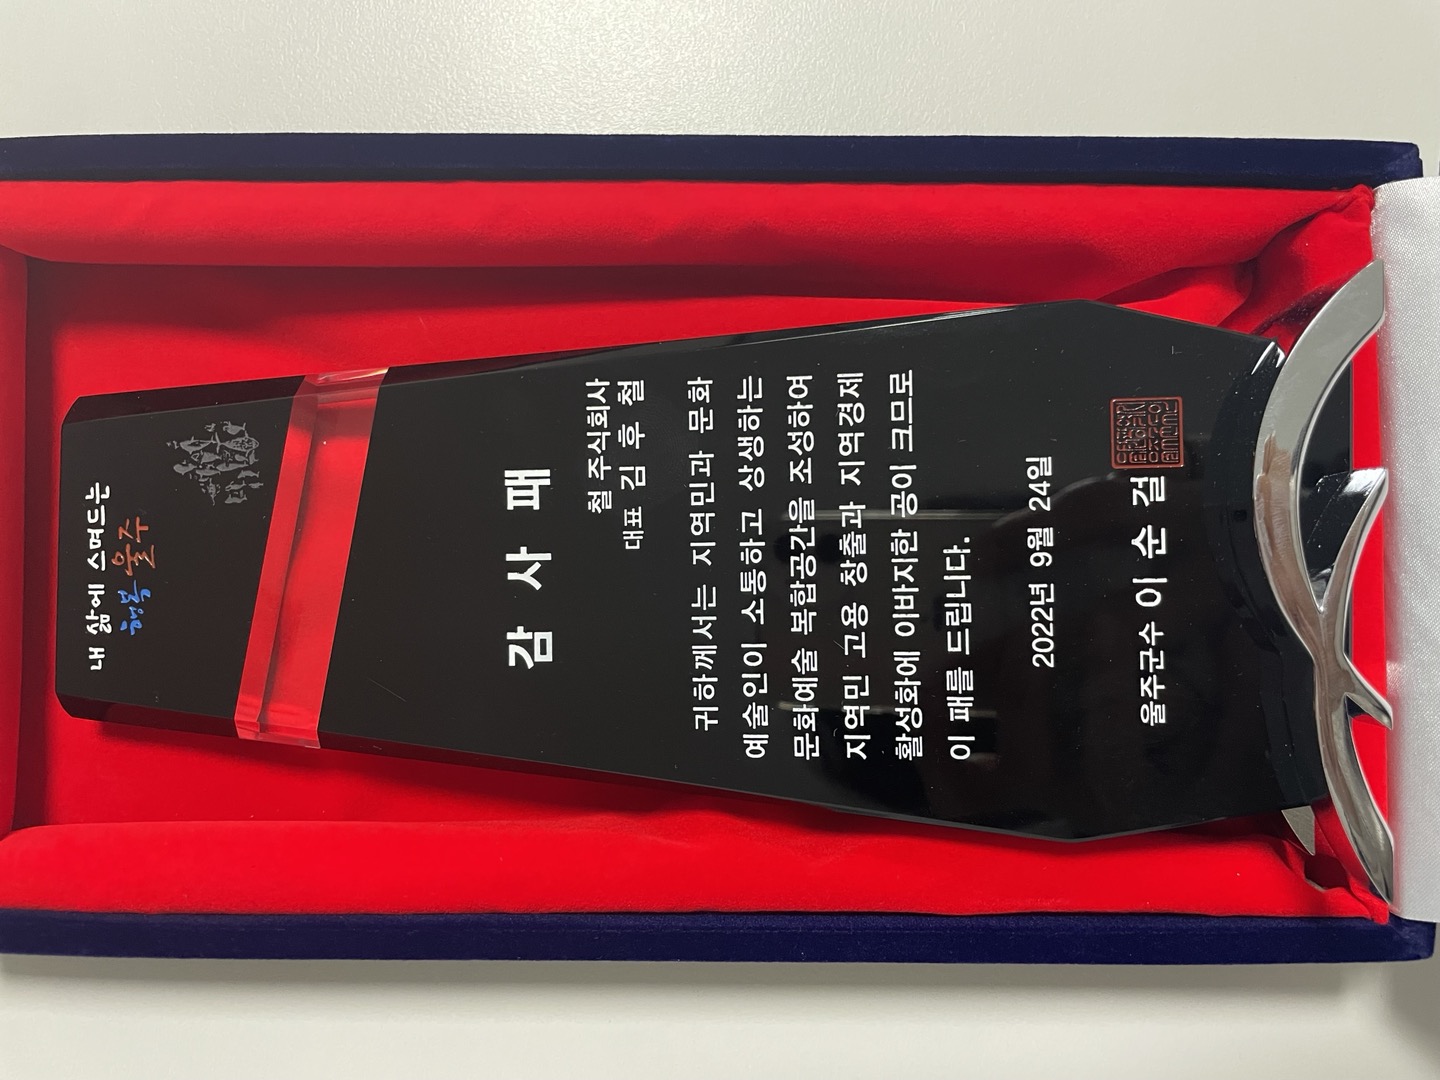 내 삶에 스며드는
행복 울주
감 사 패
철 주식회사
대표 김 후 철
귀하께서는 지역민과 문화
예술인이 소통하고 상생하는
문화예술 복합공간을 조성하여
지역민 고용 창출과 지역경제
활성화에 이바지한 공이 크므로
이 패를 드립니다.
2022년 9월 24일
울주군수 이 순 걸